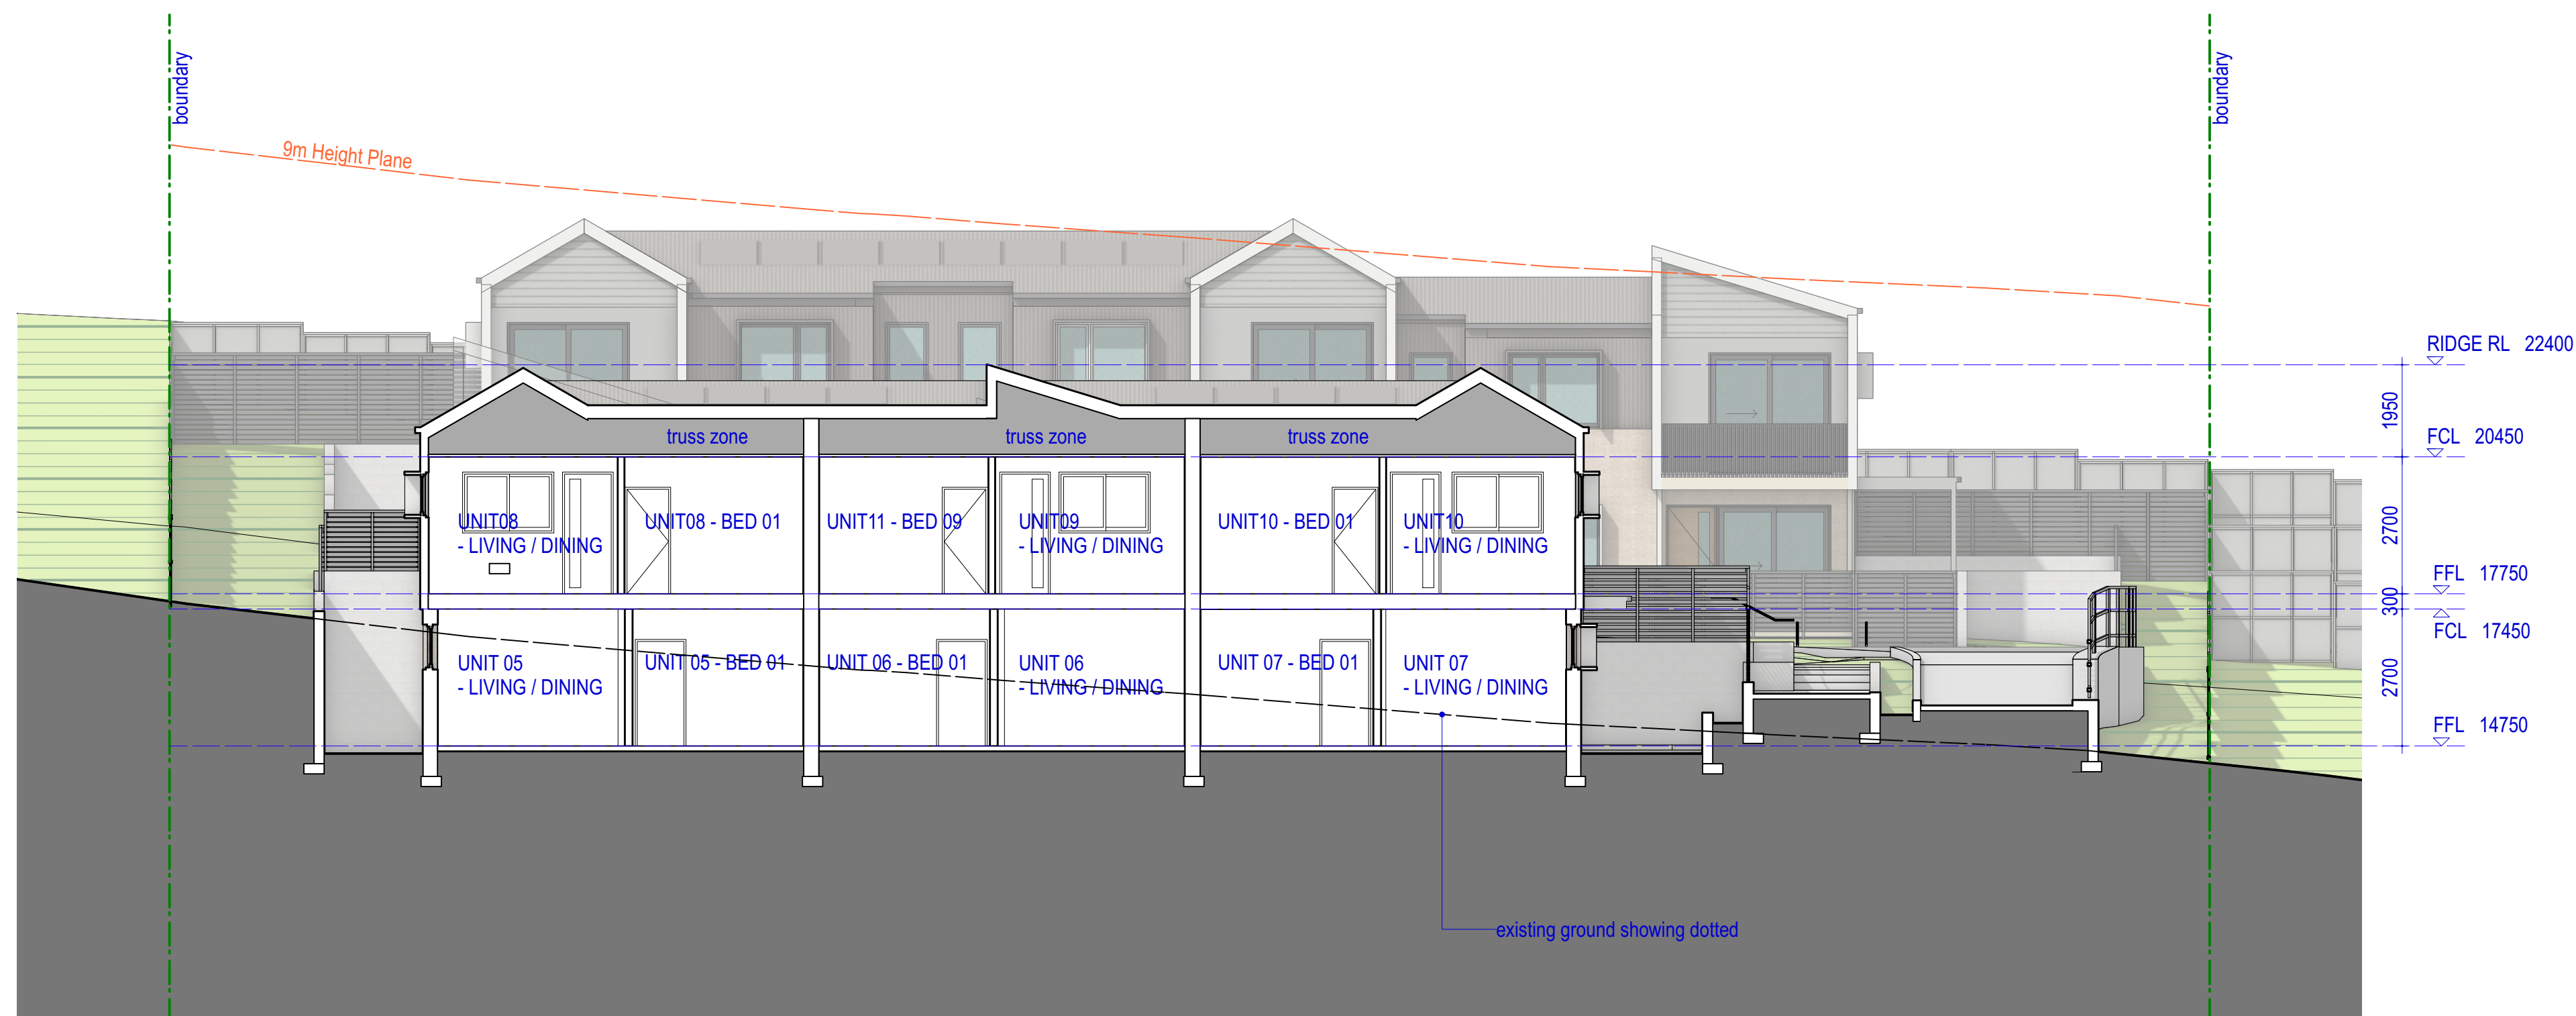 boundary
boundary
9m Height Plane
RIDGE RL 22400
1950
FCL 20450
truss zone
truss zone
truss zone
2700
UNIT08
- LIVING / DINING
UNIT08 - BED 01
UNIT11 - BED 09
UNIT09
- LIVING / DINING
UNIT10 - BED 01
UNIT10
- LIVING / DINING
FFL 17750
300
FCL 17450
UNIT 05
- LIVING / DINING
UNIT 05 - BED 01
UNIT 06 - BED 01
UNIT 06
- LIVING / DINING
UNIT 07 - BED 01
UNIT 07
- LIVING / DINING
2700
FFL 14750
existing ground showing dotted